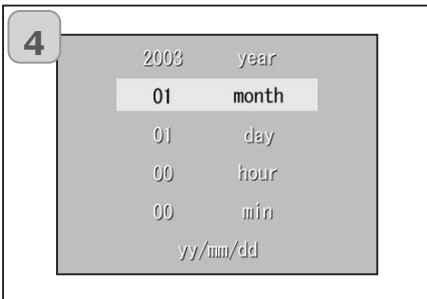 4
2003 year
01 month
01 day
00 hour
00 min
yy/mm/dd